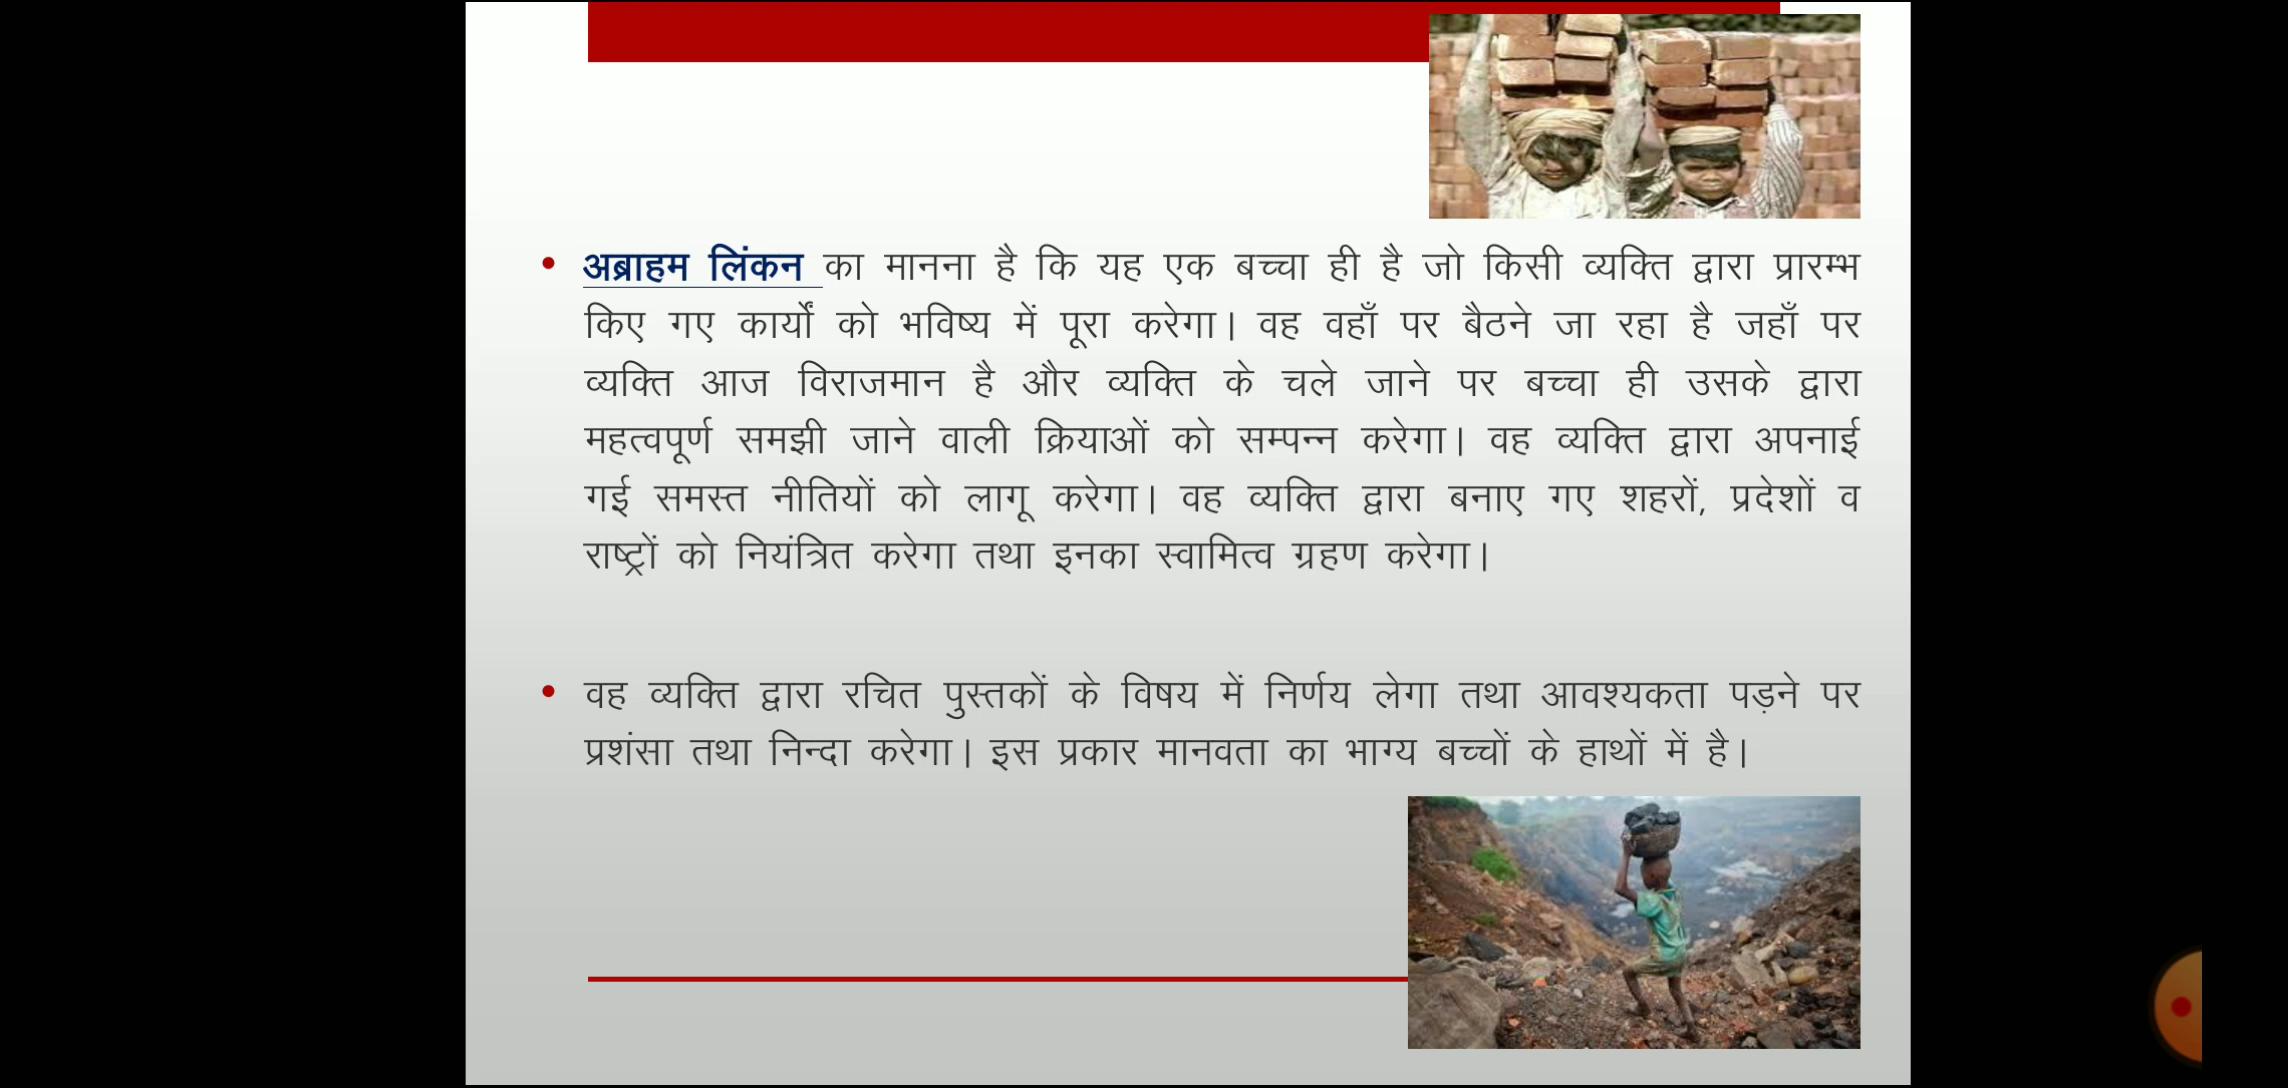 • अब्राहम लिंकन का मानना है कि यह एक बच्चा ही है जो किसी व्यक्ति द्वारा प्रारम्भ
किए गए कार्यों को भविष्य में पूरा करेगा। वह वहाँ पर बैठने जा रहा है जहाँ पर
व्यक्ति आज विराजमान है और व्यक्ति के चले जाने पर बच्चा ही उसके द्वारा
महत्वपूर्ण समझी जाने वाली क्रियाओं को सम्पन्न करेगा। वह व्यक्ति द्वारा अपनाई
गई समस्त नीतियों को लागू करेगा। वह व्यक्ति द्वारा बनाए गए शहरों, प्रदेशों व
राष्ट्रों को नियंत्रित करेगा तथा इनका स्वामित्व ग्रहण करेगा।
• वह व्यक्ति द्वारा रचित पुस्तकों के विषय में निर्णय लेगा तथा आवश्यकता पड़ने पर
प्रशंसा तथा निन्दा करेगा। इस प्रकार मानवता का भाग्य बच्चों के हाथों में है।